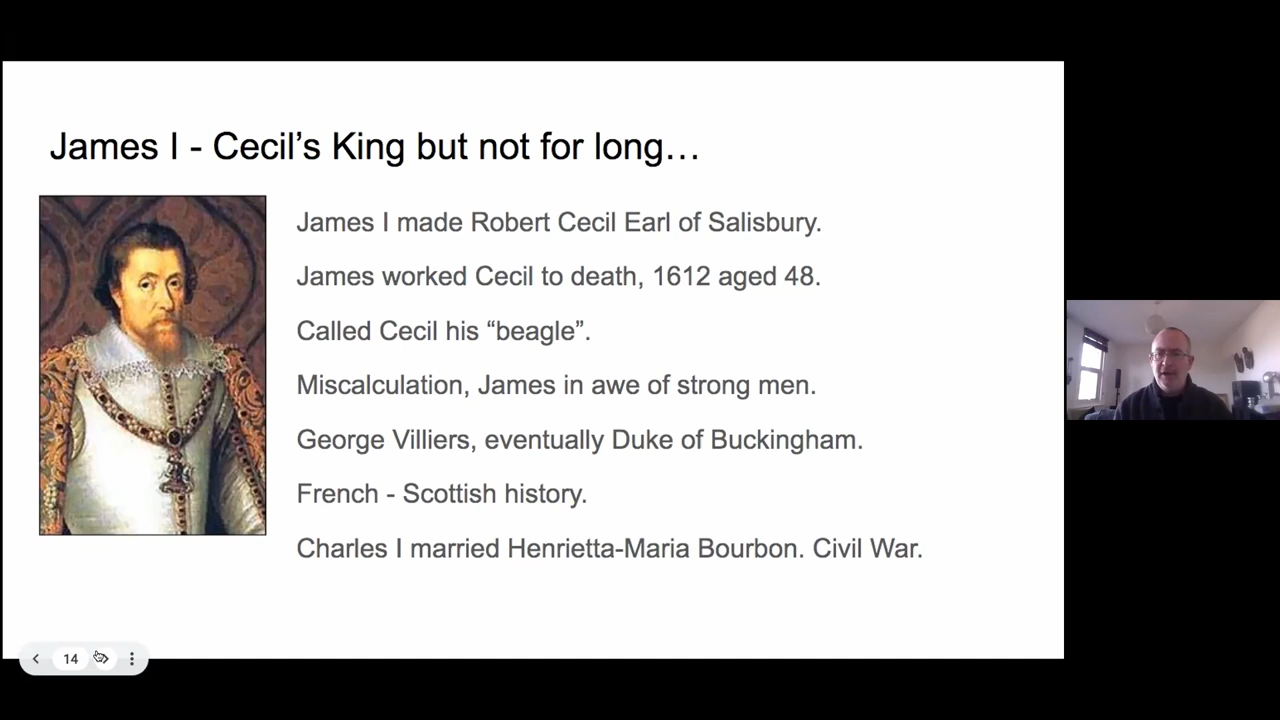 James I - Cecil’s King but not for long…
James I made Robert Cecil Earl of Salisbury.
James worked Cecil to death, 1612 aged 48.
Called Cecil his “beagle”.
Miscalculation, James in awe of strong men.
George Villiers, eventually Duke of Buckingham.
French - Scottish history.
Charles I married Henrietta-Maria Bourbon. Civil War.
14